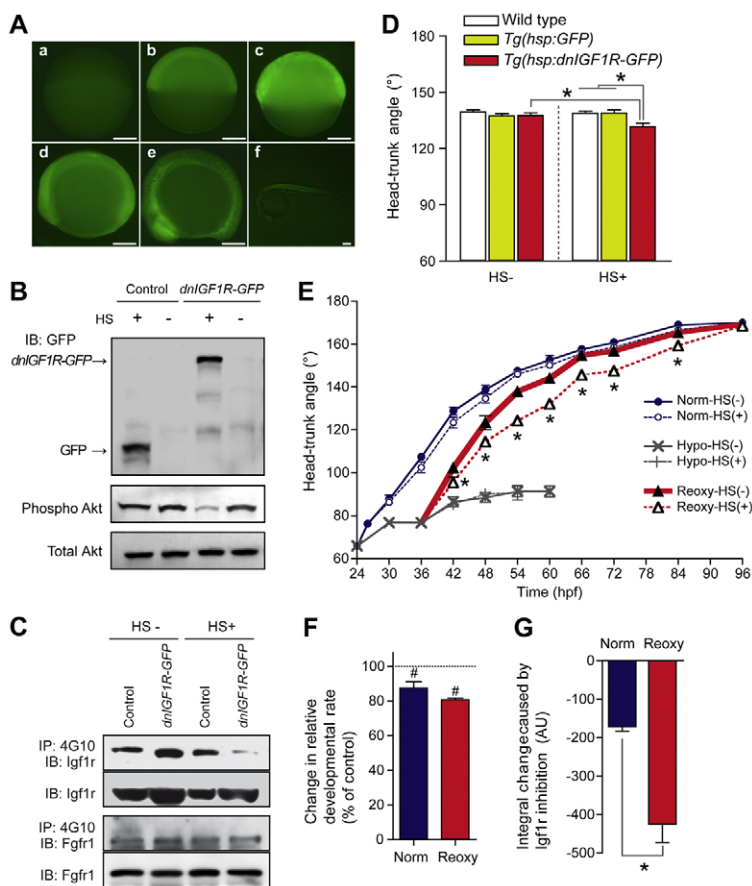 A
a
b
c
d
e
f
B
Control
dnIGF1R-GFP
HS
+
-
+
-
IB: GFP
dnIGF1R-GFP→
GFP →
Phospho Akt
Total Akt
C
HS -
HS+
Control
dnIGF1R-GFP
Control
dnIGF1R-GFP
IP: 4G10
IB: Igf1r
IB: Igf1r
IP: 4G10
IB: Fgfr1
IB: Fgfr1
D
Wild type
Tg(hsp:GFP)
Tg(hsp:dnIGF1R-GFP)
Head-trunk angle (°)
180
150
120
90
60
*
*
HS-
HS+
E
Head-trunk angle (°)
180
160
140
120
100
80
60
*
*
*
*
*
*
*
Norm-HS(-)
Norm-HS(+)
Hypo-HS(-)
Hypo-HS(+)
Reoxy-HS(-)
Reoxy-HS(+)
24
30
36
42
48
54
60
66
72
84
96
Time (hpf)
F
Change in relative
developmental rate
(% of control)
100
80
60
40
20
0
#
#
Norm
Reoxy
G
Norm
Reoxy
Integral changecaused by
Igf1r inhibition (AU)
0
-100
-200
-300
-400
-500
*